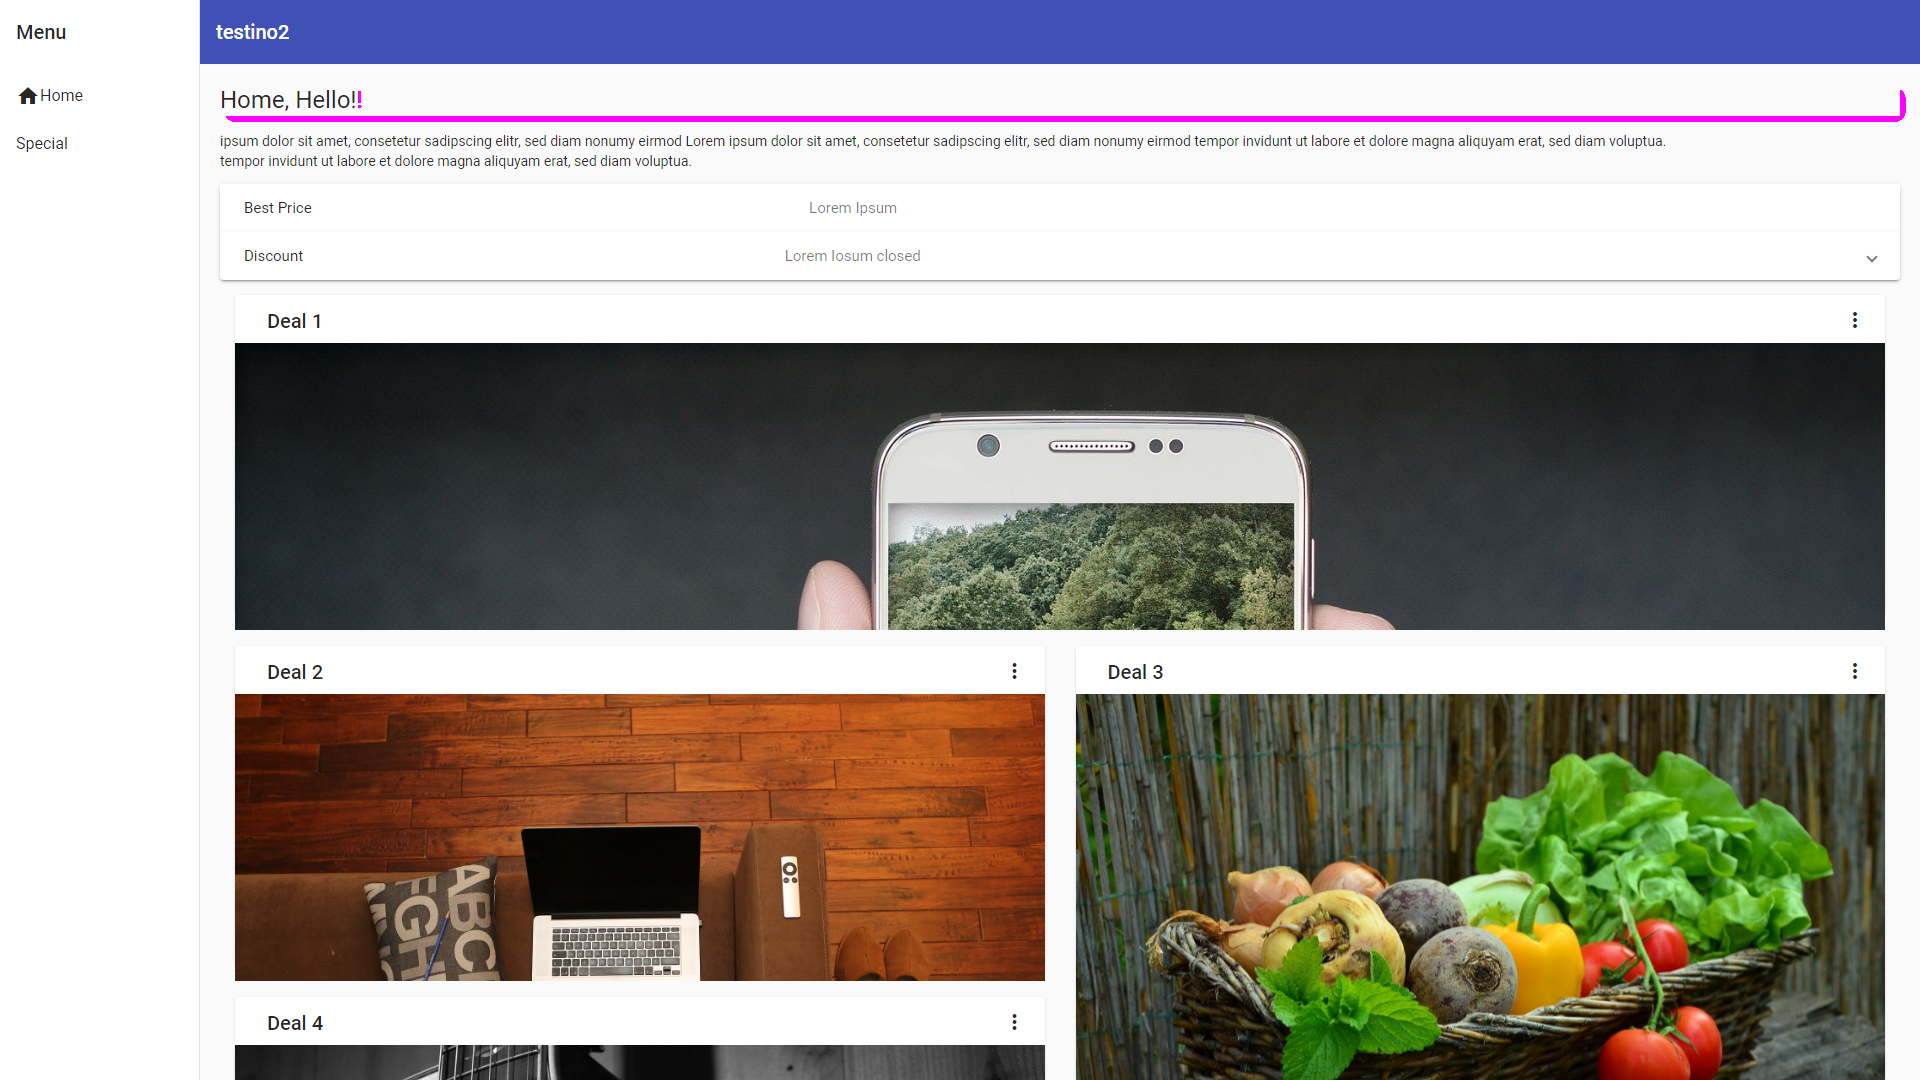 Menu
testino2
Home
Special
Home, Hello!!
ipsum dolor sit amet, consetetur sadipscing elitr, sed diam nonumy eirmod Lorem ipsum dolor sit amet, consetetur sadipscing elitr, sed diam nonumy eirmod tempor invidunt ut labore et dolore magna aliquyam erat, sed diam voluptua.
tempor invidunt ut labore et dolore magna aliquyam erat, sed diam voluptua.
Best Price Lorem Ipsum
Discount Lorem Iosum closed
Deal 1
Deal 2
Deal 3
ABC
FGH
Deal 4